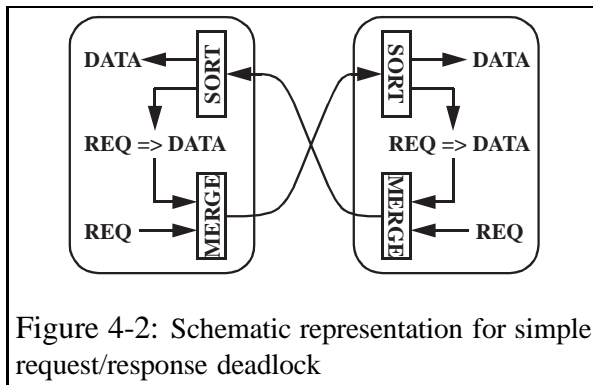 DATA
SORT
REQ => DATA
REQ
MERGE
SORT
DATA
REQ => DATA
MERGE
REQ
Figure 4-2: Schematic representation for simple
request/response deadlock